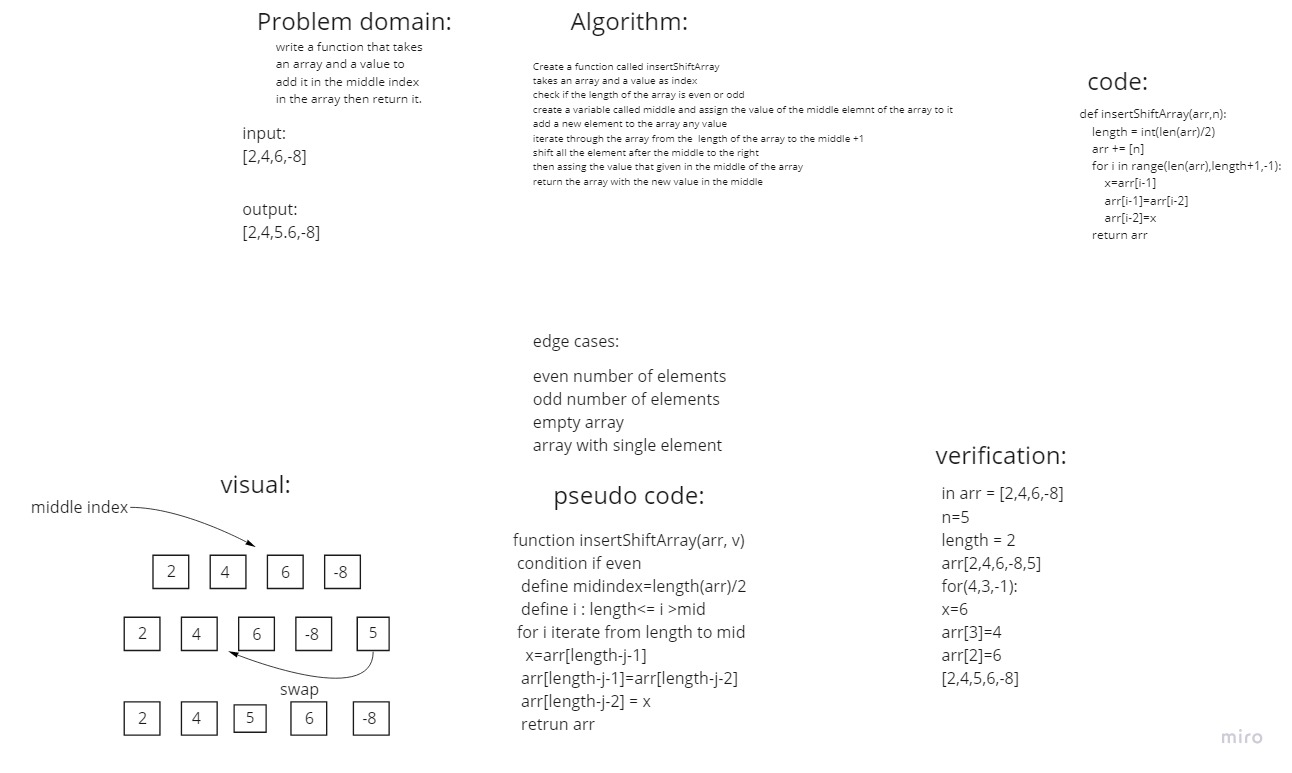 Problem domain:
write a function that takes
an array and a value to
add it in the middle index
in the array then return it.
input:
[2,4,6,-8]
output:
[2,4,5.6,-8]
Algorithm:
Create a function called insertShiftArray
takes an array and a value as index
check if the length of the array is even or odd
create a variable called middle and assign the value of the middle elemnt of the array to it
add a new element to the array any value
iterate through the array from the  length of the array to the middle +1
shift all the element after the middle to the right
then assing the value that given in the middle of the array
return the array with the new value in the middle
code:
def insertShiftArray(arr,n):
length = int(len(arr)/2)
arr += [n]
for i in range(len(arr),length+1,-1):
x=arr[i-1]
arr[i-1]=arr[i-2]
arr[i-2]=x
return arr
edge cases:
even number of elements
odd number of elements
empty array
array with single element
visual:
middle index
2 4 6 -8
2 4 6 -8 5
swap
2 4 5 6 -8
pseudo code:
function insertShiftArray(arr, v)
condition if even
define midindex=length(arr)/2
define i : length<= i >mid
for i iterate from length to mid
x=arr[length-j-1]
arr[length-j-1]=arr[length-j-2]
arr[length-j-2] = x
retrun arr
verification:
in arr = [2,4,6,-8]
n=5
length = 2
arr[2,4,6,-8,5]
for(4,3,-1):
x=6
arr[3]=4
arr[2]=6
[2,4,5,6,-8]
miro